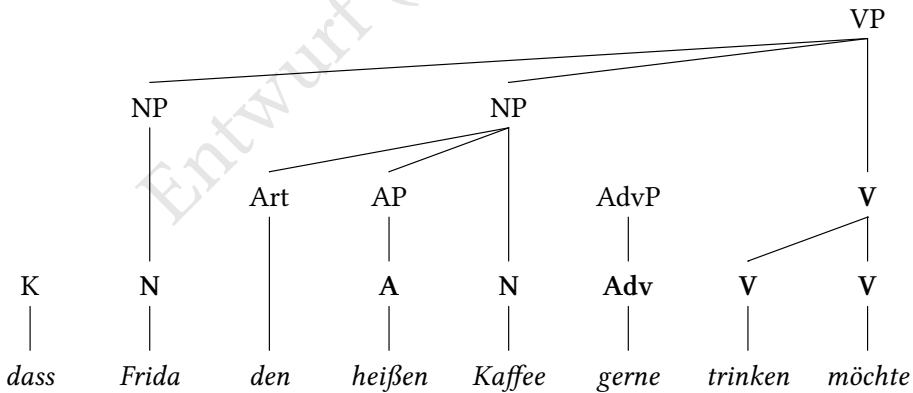 Entwurf (
VP
NP NP
Art AP AdvP V
K N A N Adv V V
dass Frida den heißen Kaffee gerne trinken möchte